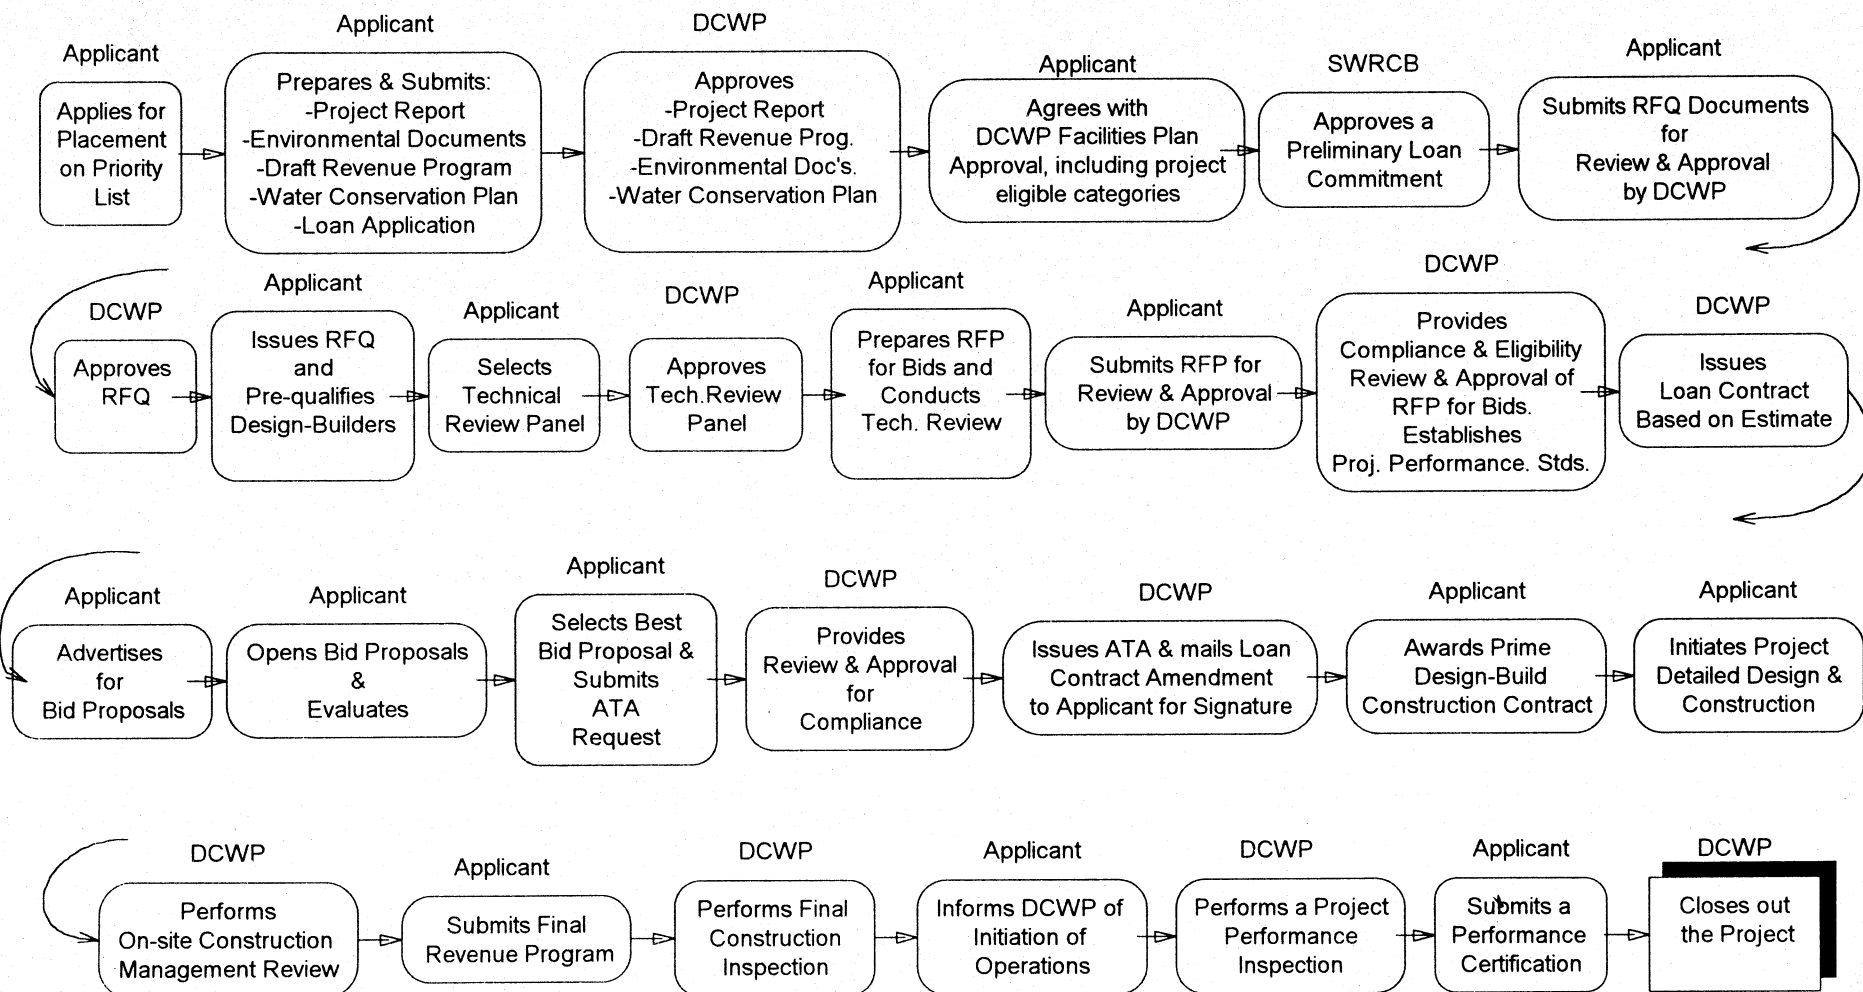 Applicant
Applies for
Placement
on Priority
List
Applicant
Prepares & Submits:
-Project Report
-Environmental Documents
-Draft Revenue Program
-Water Conservation Plan
-Loan Application
DCWP
Approves
-Project Report
-Draft Revenue Prog.
-Environmental Doc's.
-Water Conservation Plan
Applicant
Agrees with
DCWP Facilities Plan
Approval, including project
eligible categories
SWRCB
Approves a
Preliminary Loan
Commitment
Applicant
Submits RFQ Documents
for
Review & Approval
by DCWP
DCWP
Approves
RFQ
Applicant
Issues RFQ
and
Pre-qualifies
Design-Builders
Applicant
Selects
Technical
Review Panel
DCWP
Approves
Tech.Review
Panel
Applicant
Prepares RFP
for Bids and
Conducts
Tech. Review
Applicant
Submits RFP for
Review & Approval
by DCWP
DCWP
Provides
Compliance & Eligibility
Review & Approval of
RFP for Bids.
Establishes
Proj. Performance. Stds.
DCWP
Issues
Loan Contract
Based on Estimate
Applicant
Advertises
for
Bid Proposals
Applicant
Opens Bid Proposals
&
Evaluates
Applicant
Selects Best
Bid Proposal &
Submits
ATA
Request
DCWP
Provides
Review & Approval
for
Compliance
DCWP
Issues ATA & mails Loan
Contract Amendment
to Applicant for Signature
Applicant
Awards Prime
Design-Build
Construction Contract
Applicant
Initiates Project
Detailed Design &
Construction
DCWP
Performs
On-site Construction
Management Review
Applicant
Submits Final
Revenue Program
DCWP
Performs Final
Construction
Inspection
Applicant
Informs DCWP of
Initiation of
Operations
DCWP
Performs a Project
Performance
Inspection
Applicant
Submits a
Performance
Certification
DCWP
Closes out
the Project